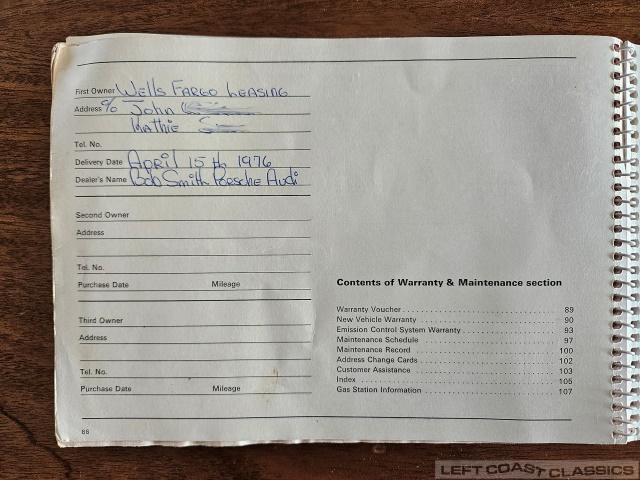 First Owner Wells Fargo Leasing
Address % John
Kathie
Tel. No.
Delivery Date April 15th 1976
Dealer's Name Bob Smith Porsche Audi
Second Owner
Address
Tel. No.
Purchase Date Mileage
Third Owner
Address
Tel. No.
Purchase Date Mileage
86
Contents of Warranty & Maintenance section
Warranty Voucher 89
New Vehicle Warranty 90
Emission Control System Warranty 93
Maintenance Schedule 97
Maintenance Record 100
Address Change Cards 102
Customer Assistance 103
Index 105
Gas Station Information 107
LEFT COAST CLASSICS